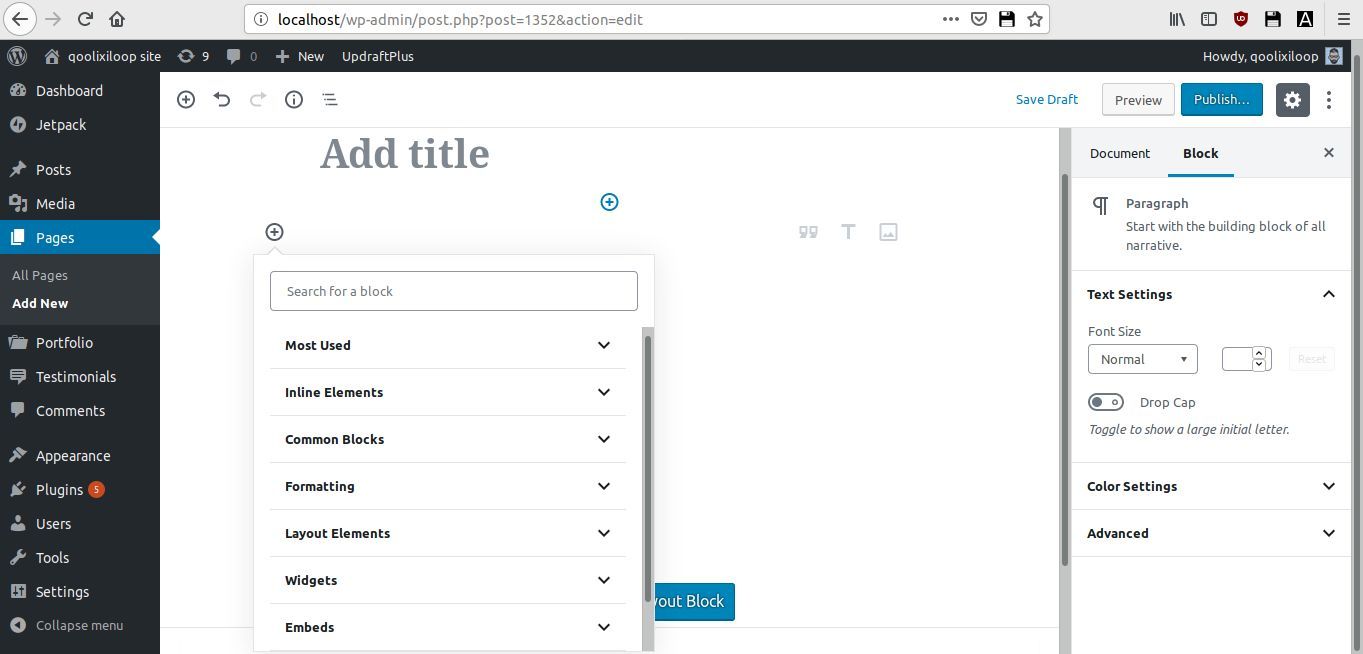 localhost/wp-admin/post.php?post=1352&action=edit
qoolixiloop site 9 0 New UpdraftPlus Howdy, qoolixiloop
Dashboard
Jetpack
Posts
Media
Pages
All Pages
Add New
Portfolio
Testimonials
Comments
Appearance
Plugins 5
Users
Tools
Settings
Collapse menu
Save Draft Preview Publish...
Add title
Search for a block
Most Used
Inline Elements
Common Blocks
Formatting
Layout Elements
Widgets
Embeds
Block
Document Block
Paragraph
Start with the building block of all
narrative.
Text Settings
Font Size
Normal Reset
Drop Cap
Toggle to show a large initial letter.
Color Settings
Advanced